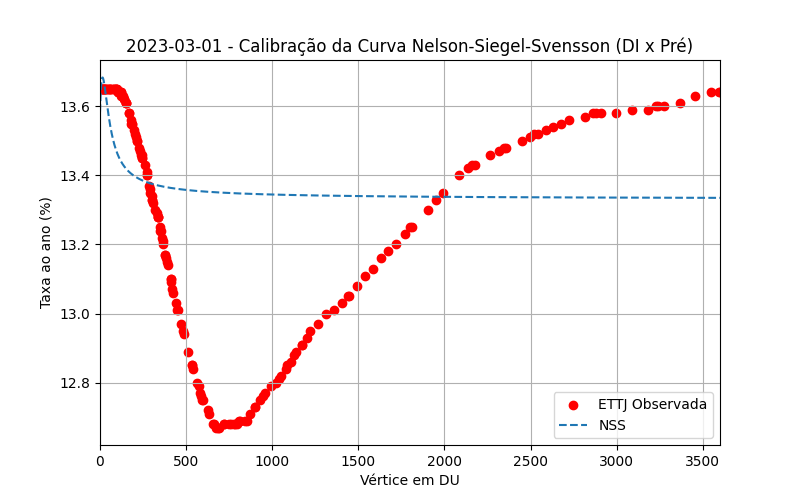 2023-03-01 - Calibração da Curva Nelson-Siegel-Svensson (DI x Pré)
Taxa ao ano (%)
13.6
13.4
13.2
13.0
12.8
ETTJ Observada
NSS
0 500 1000 1500 2000 2500 3000 3500
Vértice em DU